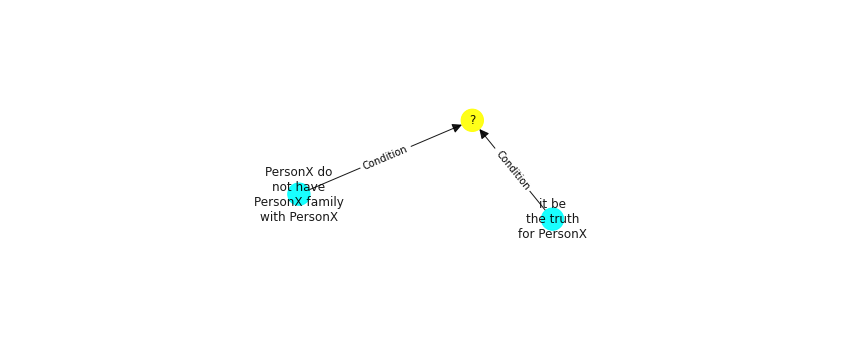 ?
Condition
Condition
PersonX do
not have
PersonX family
with PersonX
it be
the truth
for PersonX